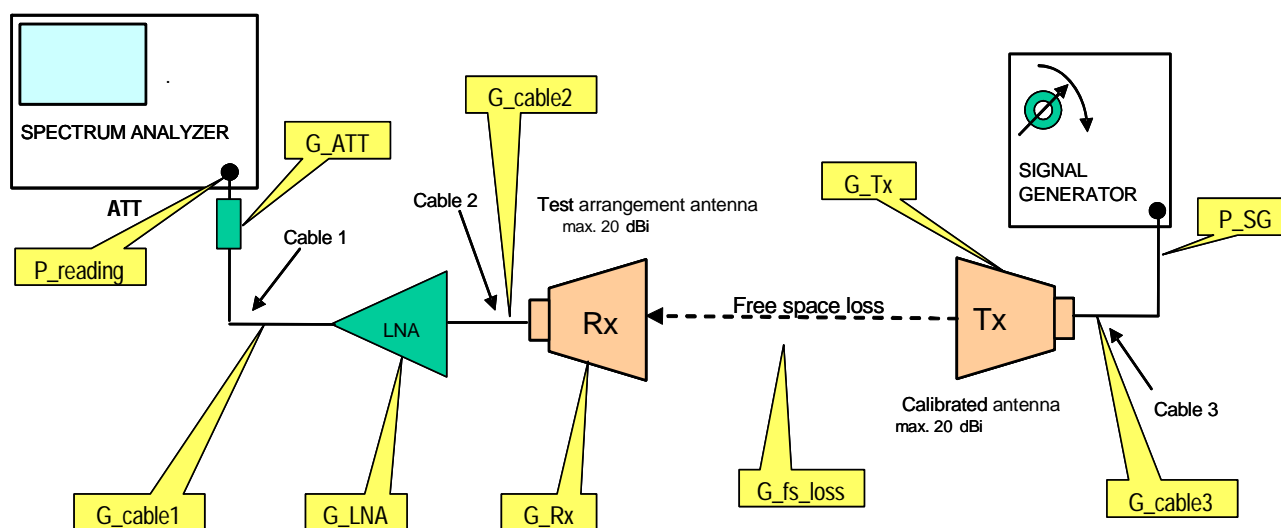 SPECTRUM ANALYZER
G_ATT
ATT
P_reading
Cable 1
G_cable1
LNA
G_LNA
Cable 2
G_cable2
Test arrangement antenna
max. 20 dBi
Rx
G_Rx
Free space loss
G_fs_loss
G_Tx
Tx
Calibrated antenna
max. 20 dBi
SIGNAL
GENERATOR
P_SG
Cable 3
G_cable3